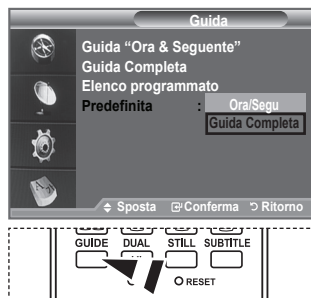 Guida
Guida “Ora & Seguente”
Guida Completa
Elenco programmato
Predefinita : Ora/Segu
Guida Completa
Sposta Conferma Ritorno
GUIDE DUAL STILL SUBTITLE
RESET